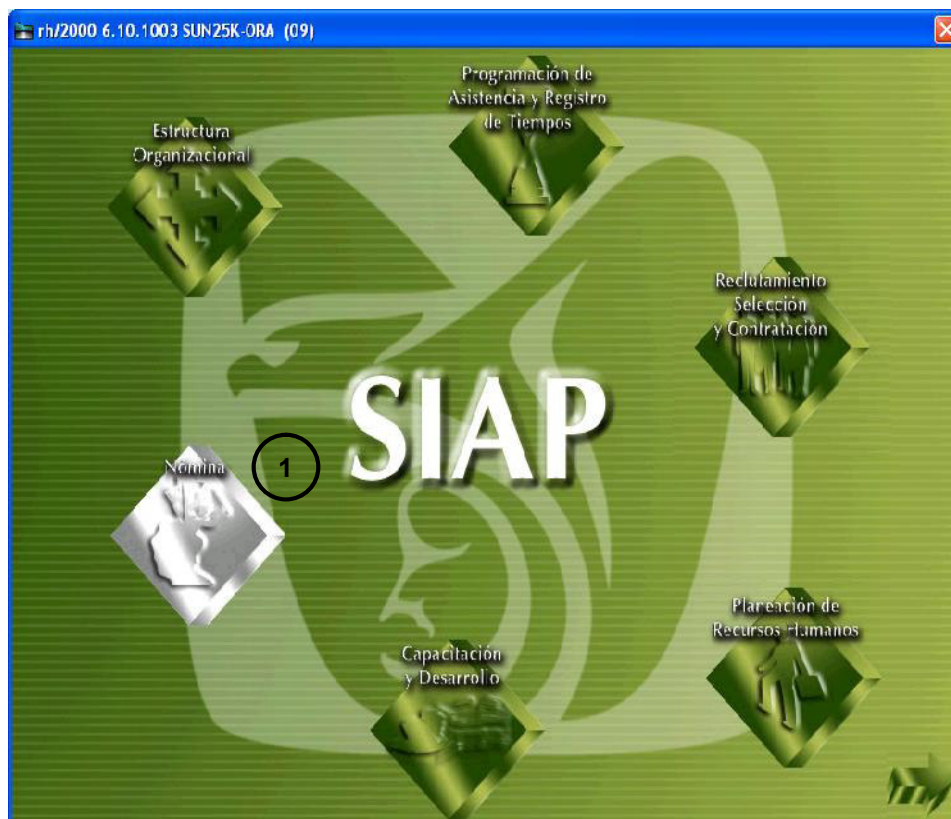 rh/2000 6.10.1003 SUN25K-ORA (09)
Programación de
Asistencia y Registro
de Tiempos
Estructura
Organizacional
Reclutamiento
Selección
y Contratación
SIAP
Nomina
1
Planeación de
Recursos Humanos
Capacitación
y Desarrollo